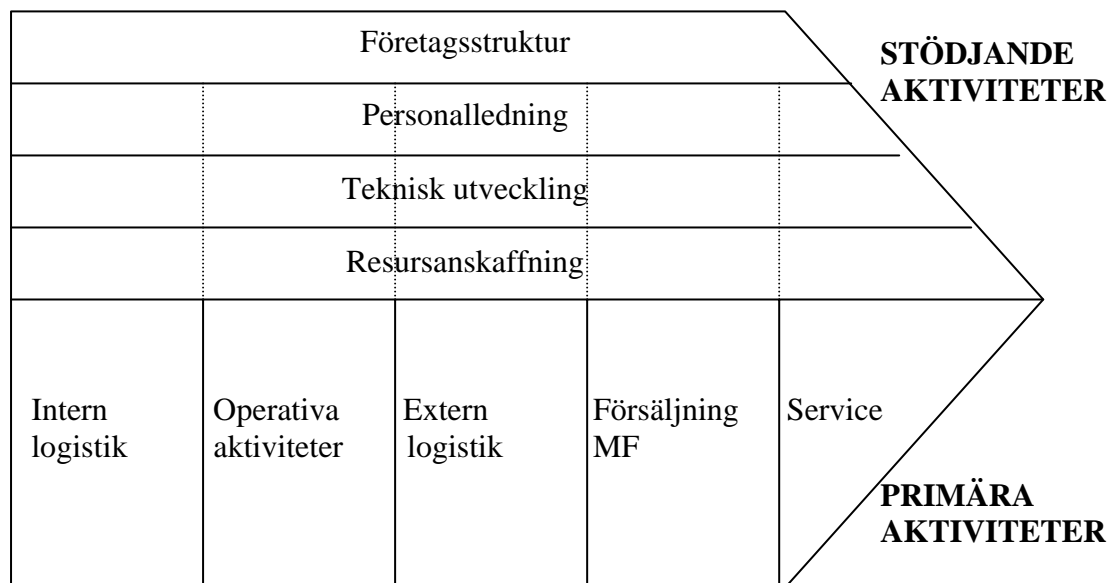 Företagsstruktur
STÖDJANDE
AKTIVITETER
Personalledning
Teknisk utveckling
Resursanskaffning
Intern
logistik
Operativa
aktiviteter
Extern
logistik
Försäljning
MF
Service
PRIMÄRA
AKTIVITETER